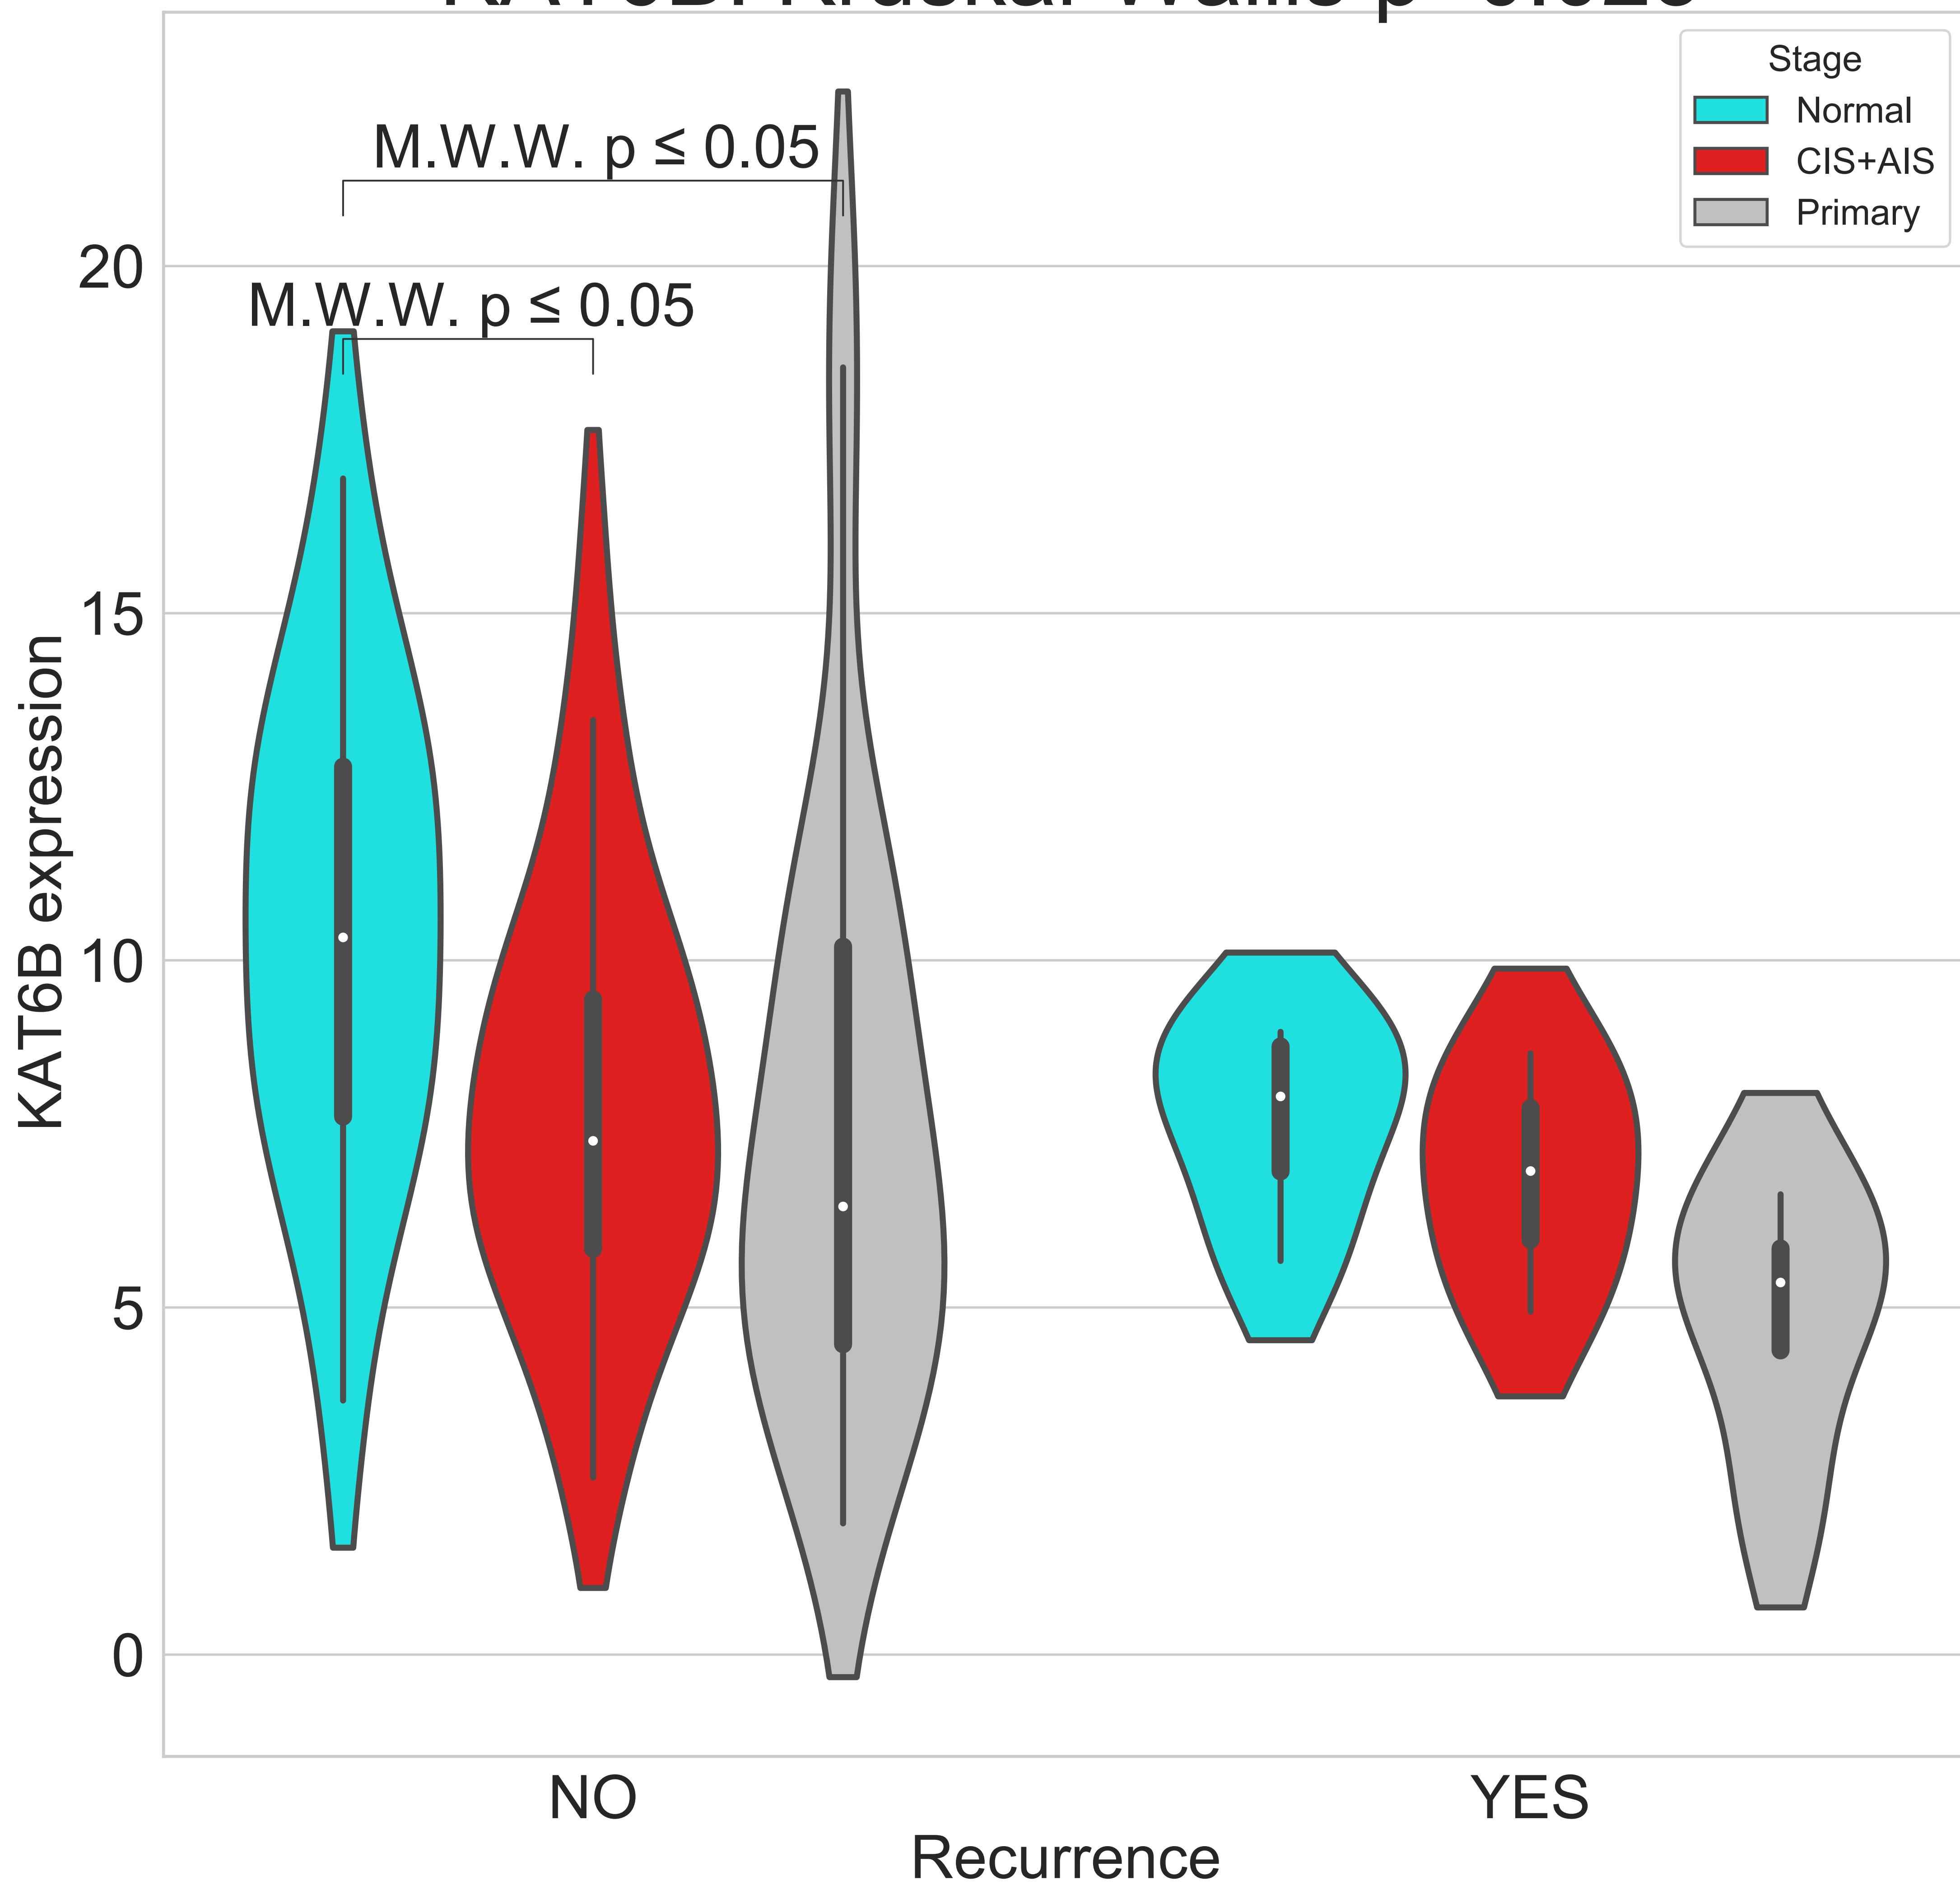 Stage
Normal
CIS+AIS
Primary
M.W.W. p ≤ 0.05
M.W.W. p ≤ 0.05
20
15
10
5
0
KAT6B expression
NO
YES
Recurrence